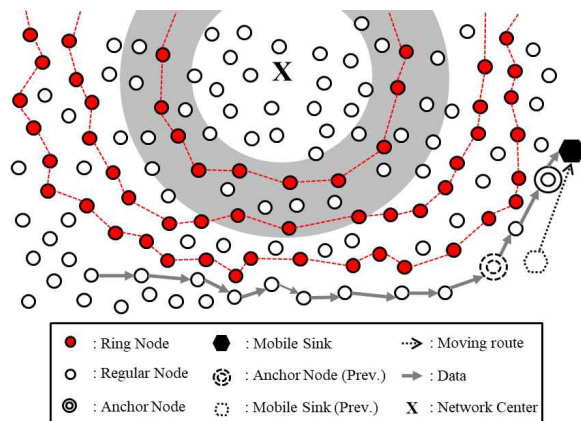 X
: Ring Node : Mobile Sink : Moving route
: Regular Node : Anchor Node (Prev.) : Data
: Anchor Node : Mobile Sink (Prev.) X : Network Center